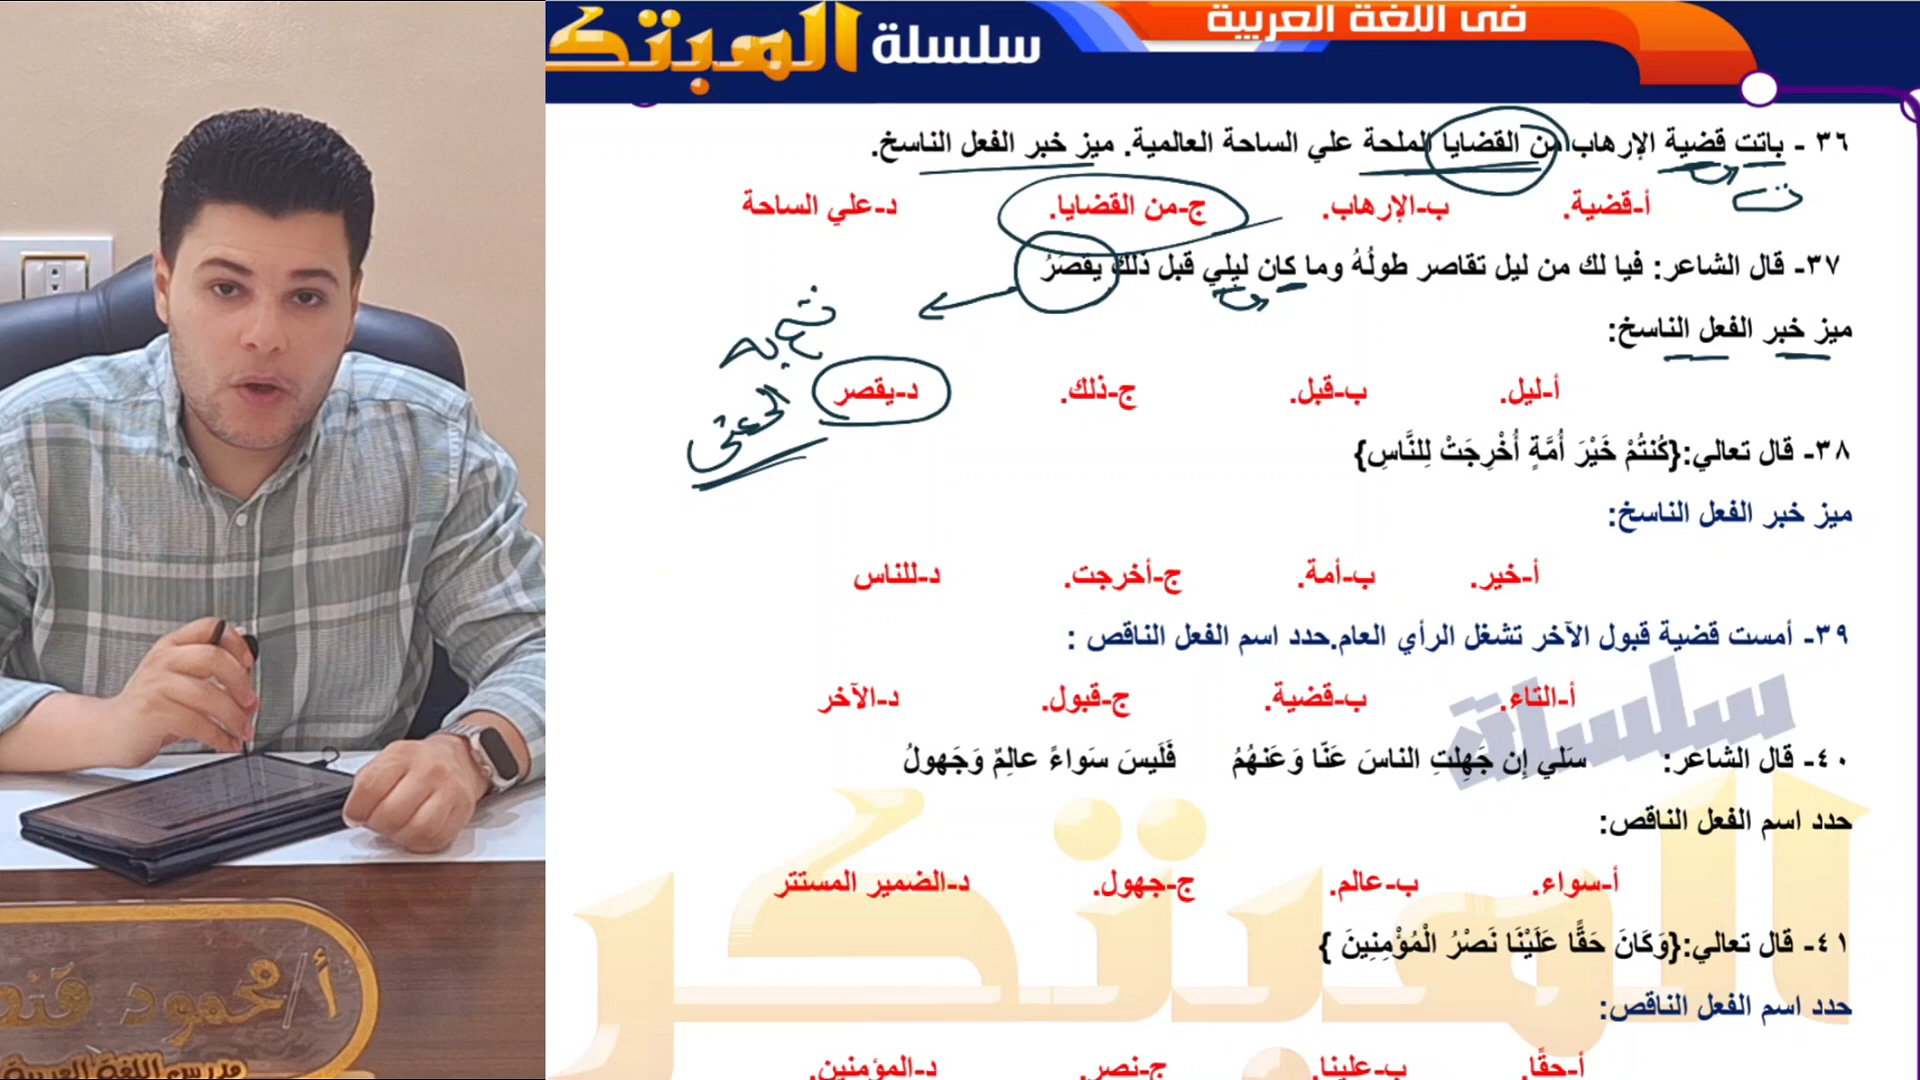 فى اللغة العربية
سلسلة المبتكر
٣٦ - باتت قضية الإرهاب من القضايا الملحة علي الساحة العالمية. ميز خبر الفعل الناسخ.
أ-قضية. ب-الإرهاب. ج-من القضايا. د-علي الساحة
٣٧- قال الشاعر: فيا لك من ليل تقاصر طولُهُ وما كان ليلي قبل ذلك يقصَرُ
ميز خبر الفعل الناسخ:
أ-ليل. ب-قبل. ج-ذلك. د-يقصر
المعنى
٣٨- قال تعالي:{كُنتُمْ خَيْرَ أُمَّةٍ أُخْرِجَتْ لِلنَّاسِ}
ميز خبر الفعل الناسخ:
أ-خير. ب-أمة. ج-أخرجت. د-للناس
٣٩- أمست قضية قبول الآخر تشغل الرأي العام.حدد اسم الفعل الناقص :
أ-التاء. ب-قضية. ج-قبول. د-الآخر
٤٠- قال الشاعر: سَلي إِن جَهِلتِ الناسَ عَنّا وَعَنهُمُ فَلَيسَ سَواءً عالِمٌ وَجَهولُ
حدد اسم الفعل الناقص:
أ-سواء. ب-عالم. ج-جهول. د-الضمير المستتر
٤١- قال تعالي:{وَكَانَ حَقًّا عَلَيْنَا نَصْرُ الْمُؤْمِنِينَ }
حدد اسم الفعل الناقص:
أ-حقًا. ب-علينا. ج-نصر. د-المؤمنين.
سلسلة
المبتكر
أ/محمود
مدرس اللغة العربية